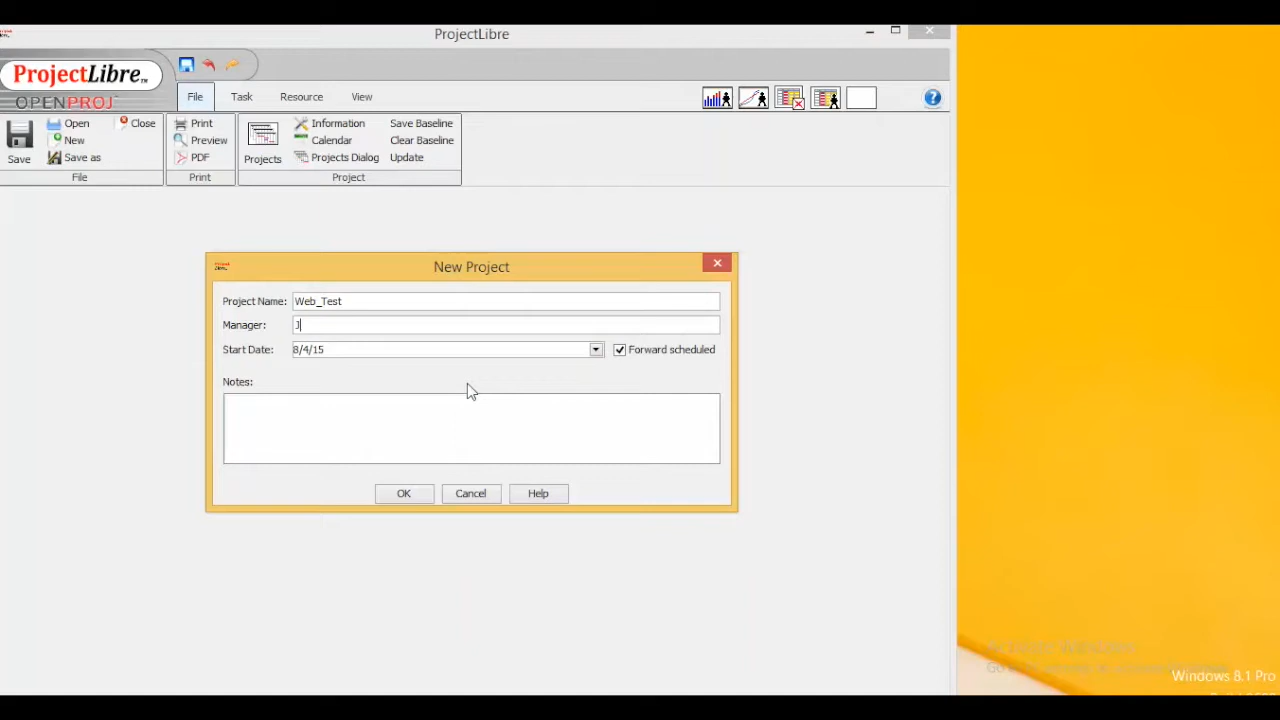 ProjectLibre
ProjectLibre™
OPENPROJ
File Task Resource View
Save Open Close
New
Save as
File
Print
Preview
PDF
Print
Projects Information Save Baseline
Calendar Clear Baseline
Projects Dialog Update
Project
New Project
Project Name: Web_Test
Manager: J
Start Date: 8/4/15 Forward scheduled
Notes:
OK Cancel Help
Windows 8.1 Pro